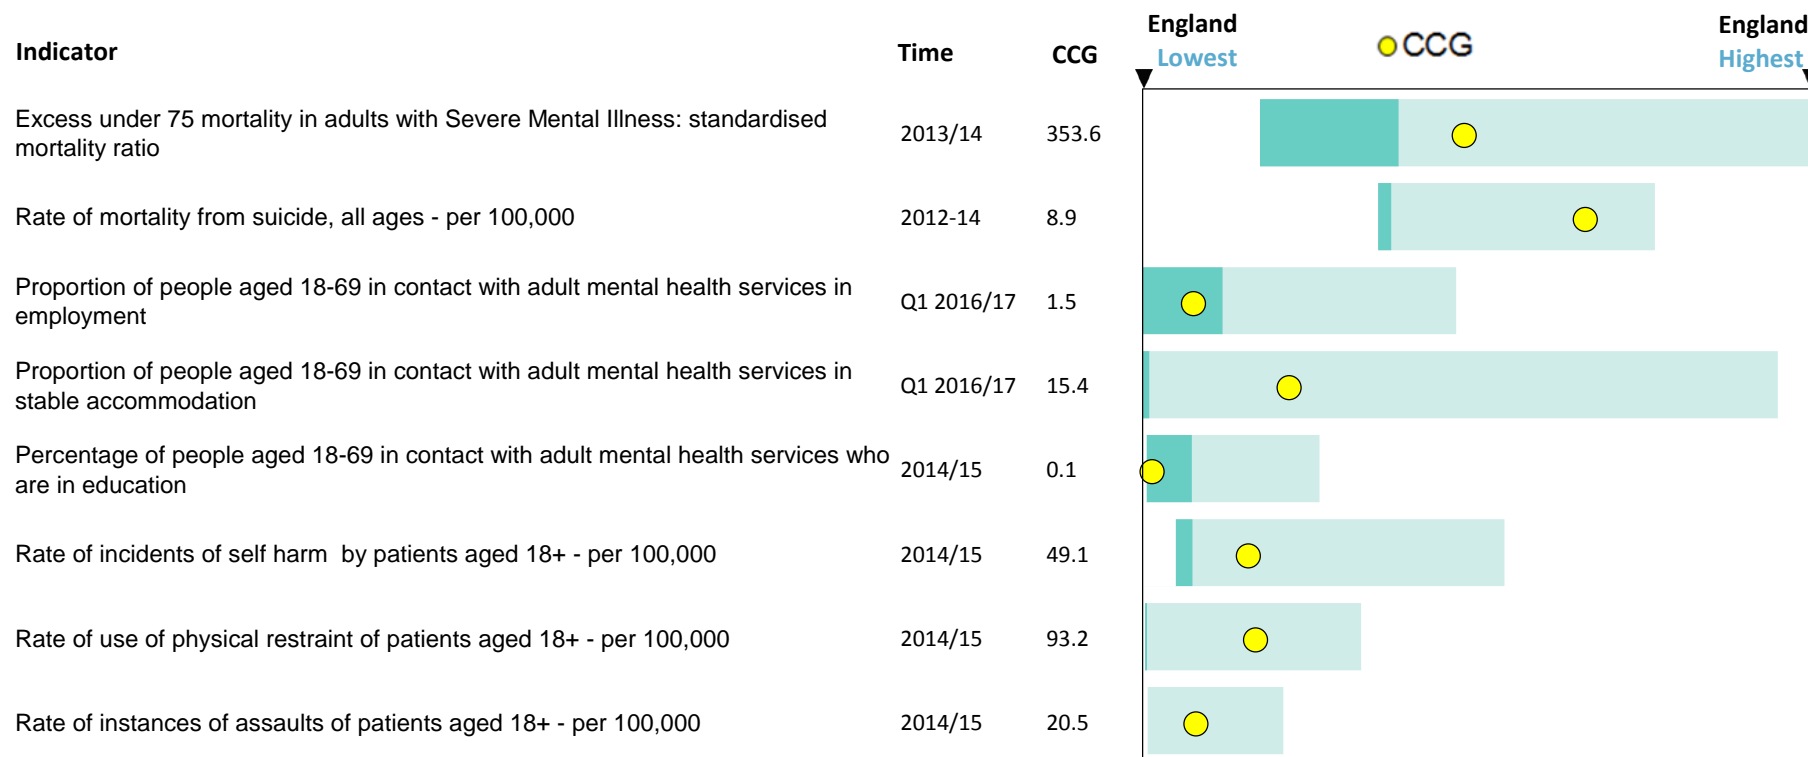 England England
Indicator Time CCG Lowest CCG Highest
Excess under 75 mortality in adults with Severe Mental Illness: standardised
mortality ratio 2013/14 353.6
Rate of mortality from suicide, all ages - per 100,000 2012-14 8.9
Proportion of people aged 18-69 in contact with adult mental health services in
employment Q1 2016/17 1.5
Proportion of people aged 18-69 in contact with adult mental health services in
stable accommodation Q1 2016/17 15.4
Percentage of people aged 18-69 in contact with adult mental health services who
are in education 2014/15 0.1
Rate of incidents of self harm  by patients aged 18+ - per 100,000 2014/15 49.1
Rate of use of physical restraint of patients aged 18+ - per 100,000 2014/15 93.2
Rate of instances of assaults of patients aged 18+ - per 100,000 2014/15 20.5